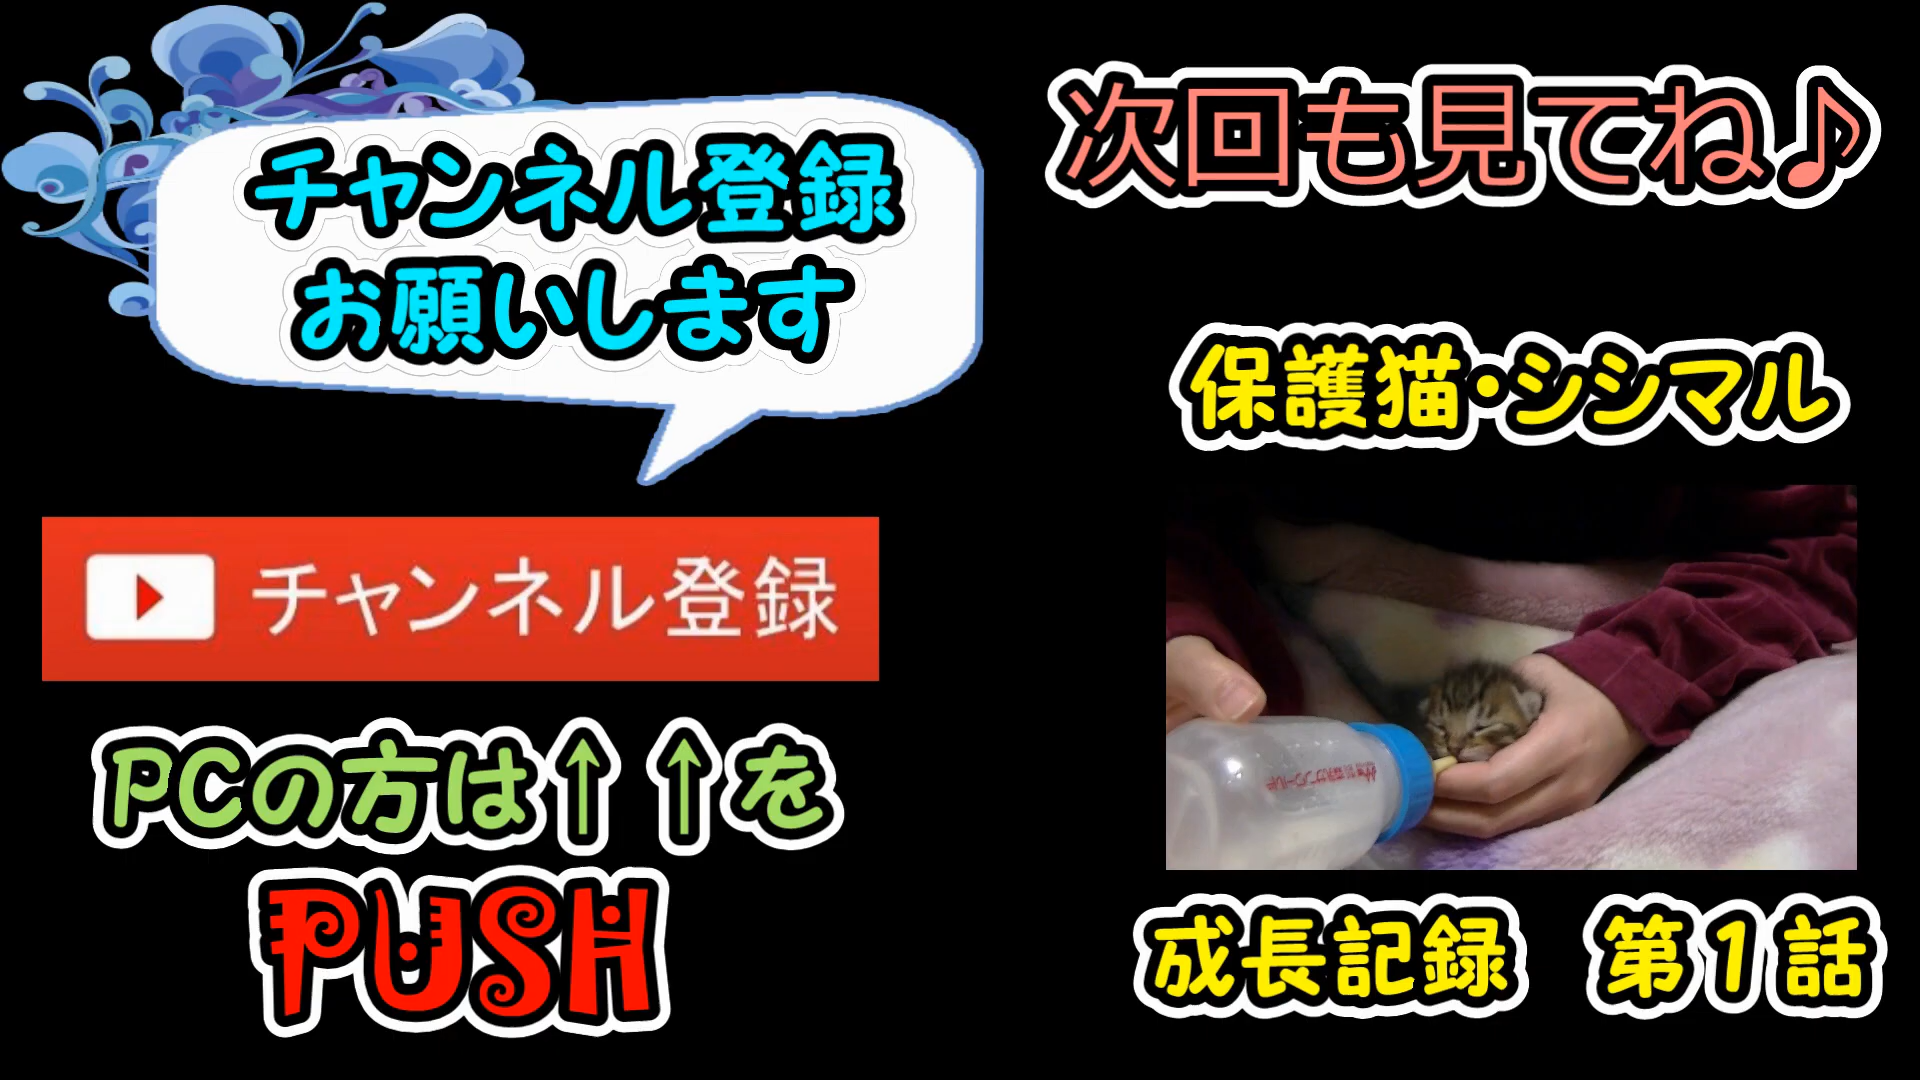 チャンネル登録
お願いします
チャンネル登録
PCの方は↑↑を
PUSH
次回も見てね♪
保護猫・シシマル
成長記録 第1話